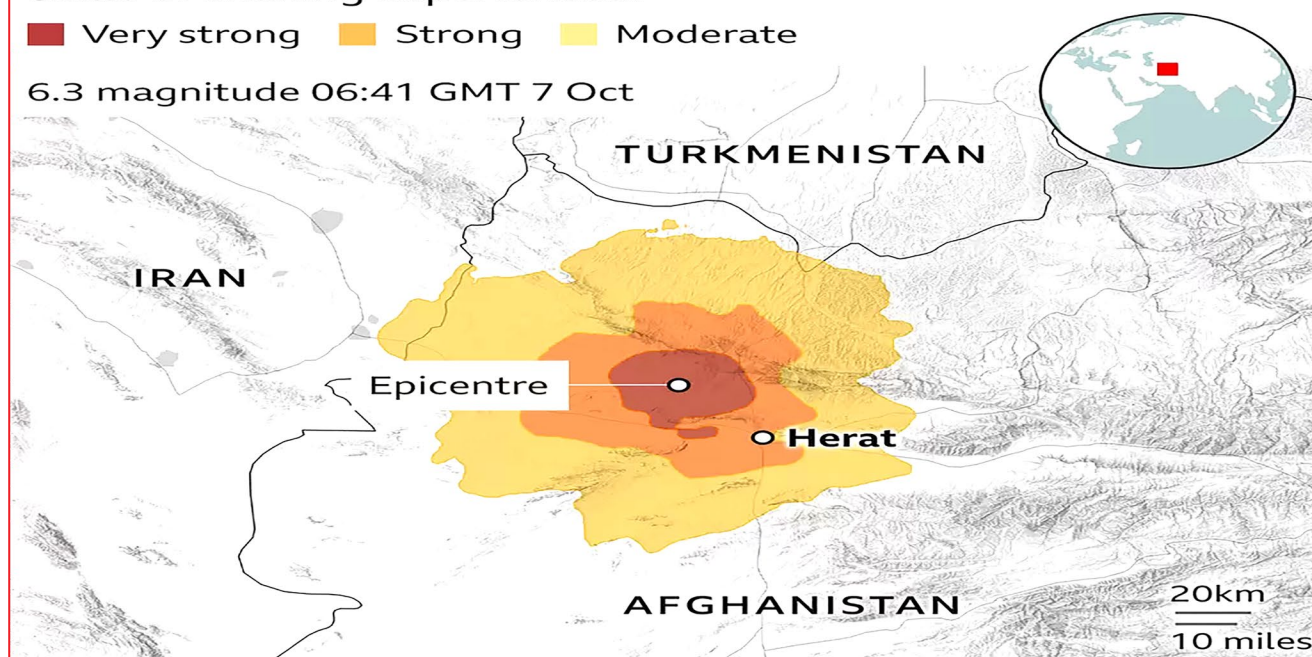 Very strong Strong Moderate
6.3 magnitude 06:41 GMT 7 Oct
TURKMENISTAN
IRAN
Epicentre
Herat
AFGHANISTAN
20km
10 miles